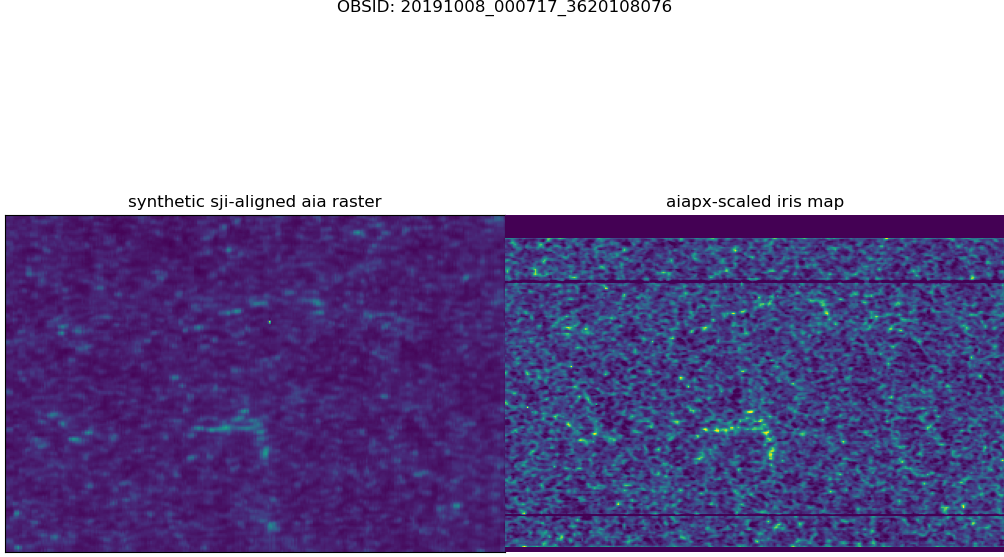 OBSID: 20191008_000717_3620108076
synthetic sji-aligned aia raster
aiapx-scaled iris map